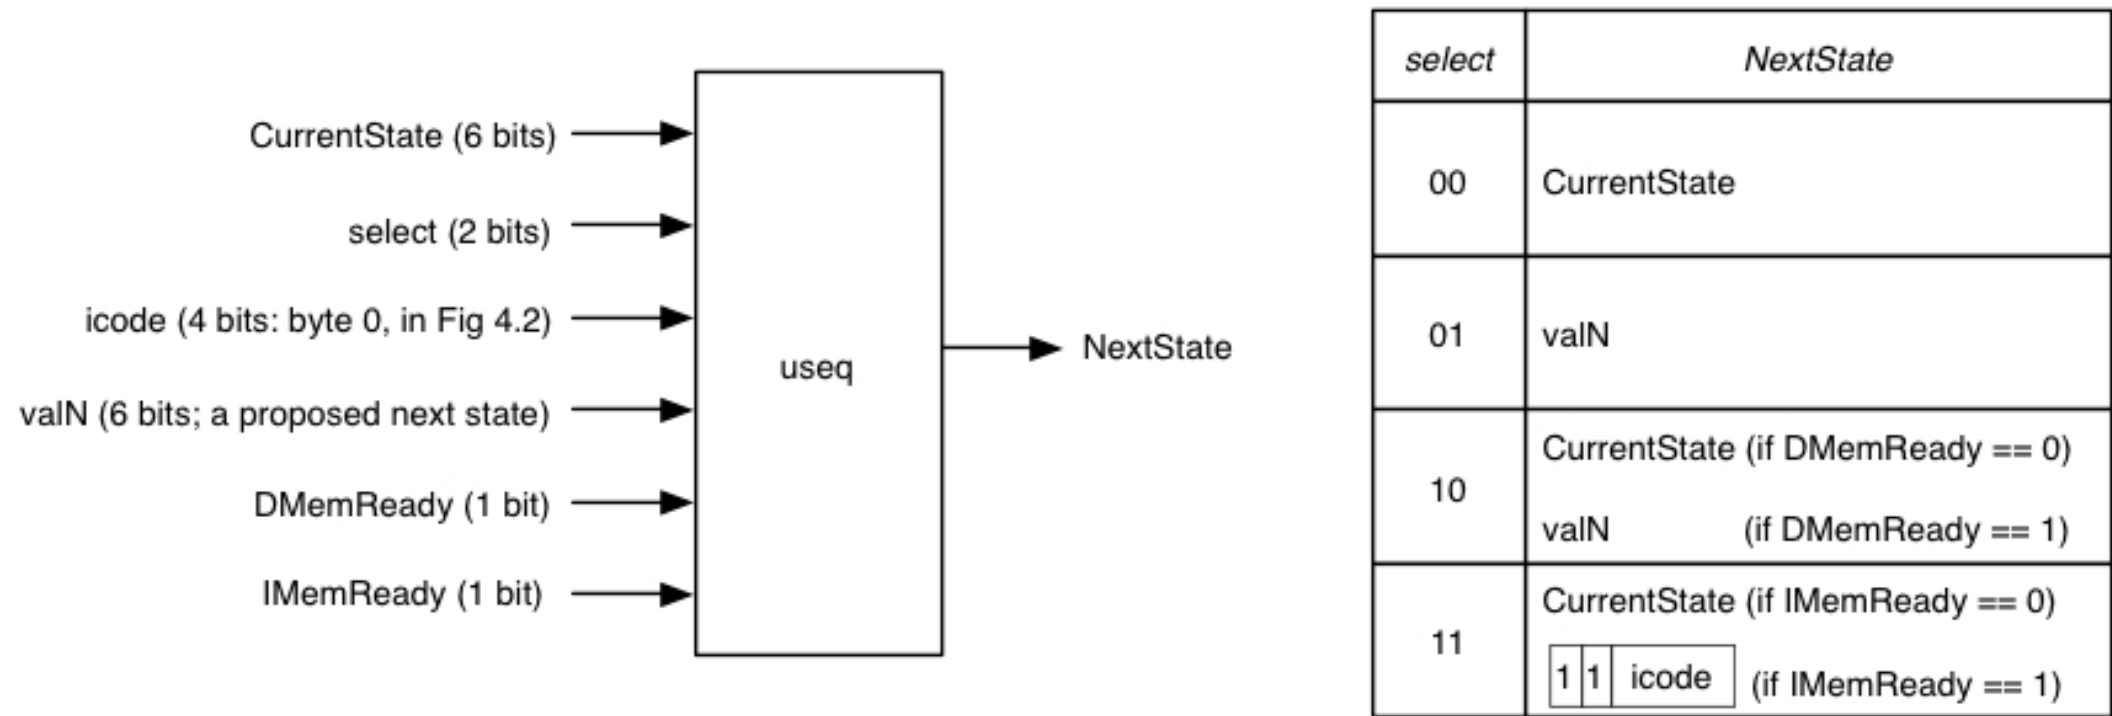 CurrentState (6 bits)
select (2 bits)
icode (4 bits: byte 0, in Fig 4.2)
valN (6 bits; a proposed next state)
DMemReady (1 bit)
IMemReady (1 bit)
useq
NextState
select NextState
00 CurrentState
01 valN
10 CurrentState (if DMemReady == 0)
valN (if DMemReady == 1)
11 CurrentState (if IMemReady == 0)
1 1 icode (if IMemReady == 1)